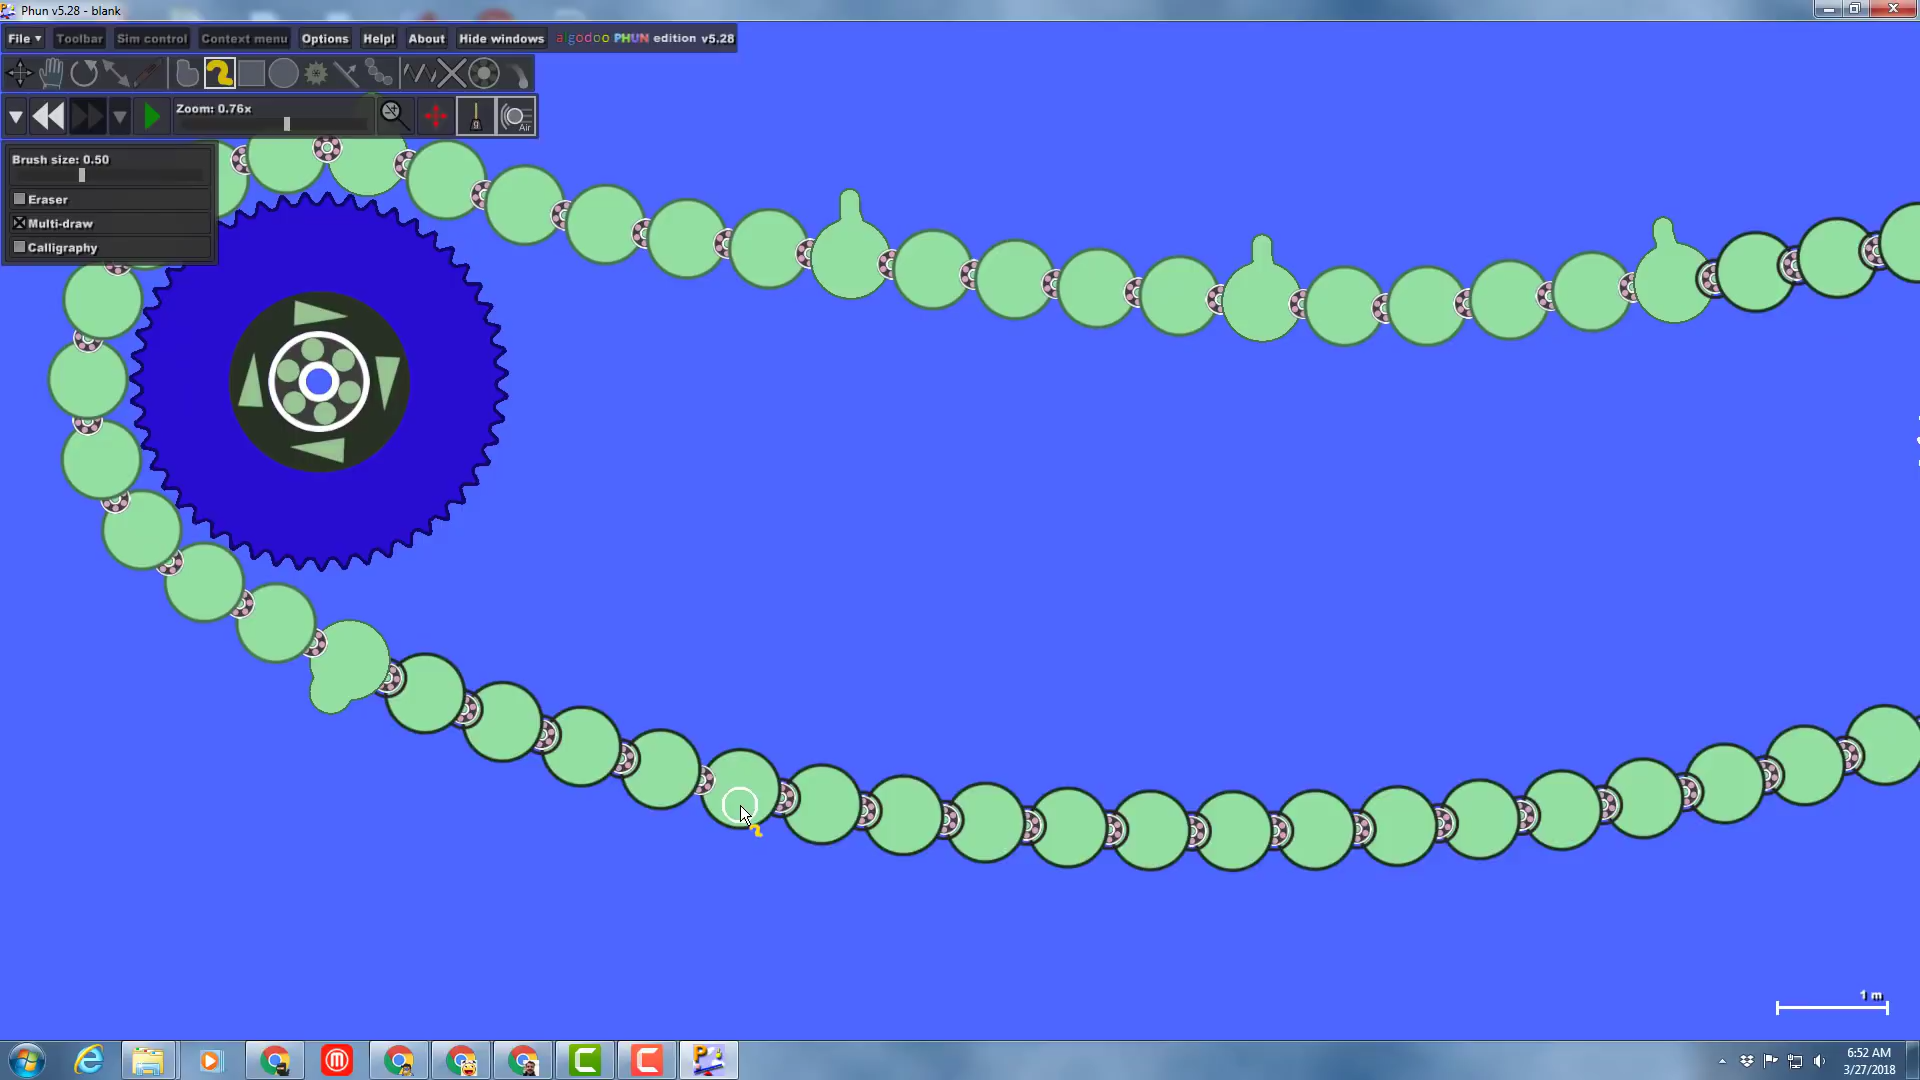 Phun v5.28 - blank
File Toolbar Sim control Context menu Options Help! About Hide windows algodoo PHUN edition v5.28
Zoom: 0.76x
Air
Brush size: 0.50
Eraser
Multi-draw
Calligraphy
1 m
6:52 AM
3/27/2018